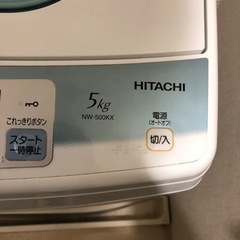 HITACHI
5kg
NW-500KX
電源
(オートオフ)
切/入
これっきりボタン
スタート
一時停止